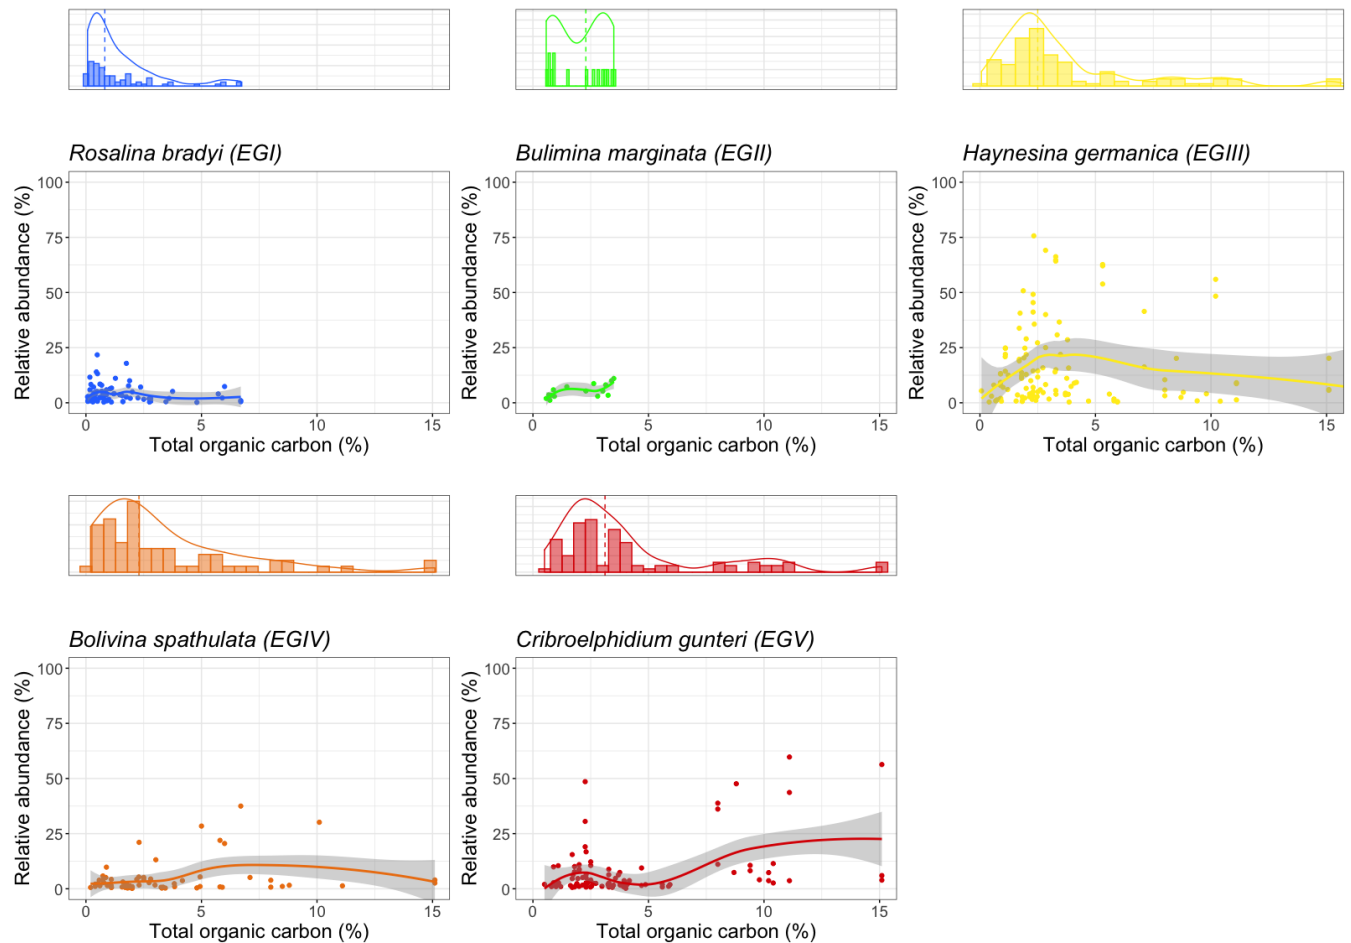 Rosalina bradyi (EGI)
Relative abundance (%)
100
75
50
25
0
0 5 10 15
Total organic carbon (%)
Bulimina marginata (EGII)
Relative abundance (%)
100
75
50
25
0
0 5 10 15
Total organic carbon (%)
Haynesina germanica (EGIII)
Relative abundance (%)
100
75
50
25
0
0 5 10 15
Total organic carbon (%)
Bolivina spathulata (EGIV)
Relative abundance (%)
100
75
50
25
0
0 5 10 15
Total organic carbon (%)
Cribroelphidium gunteri (EGV)
Relative abundance (%)
100
75
50
25
0
0 5 10 15
Total organic carbon (%)